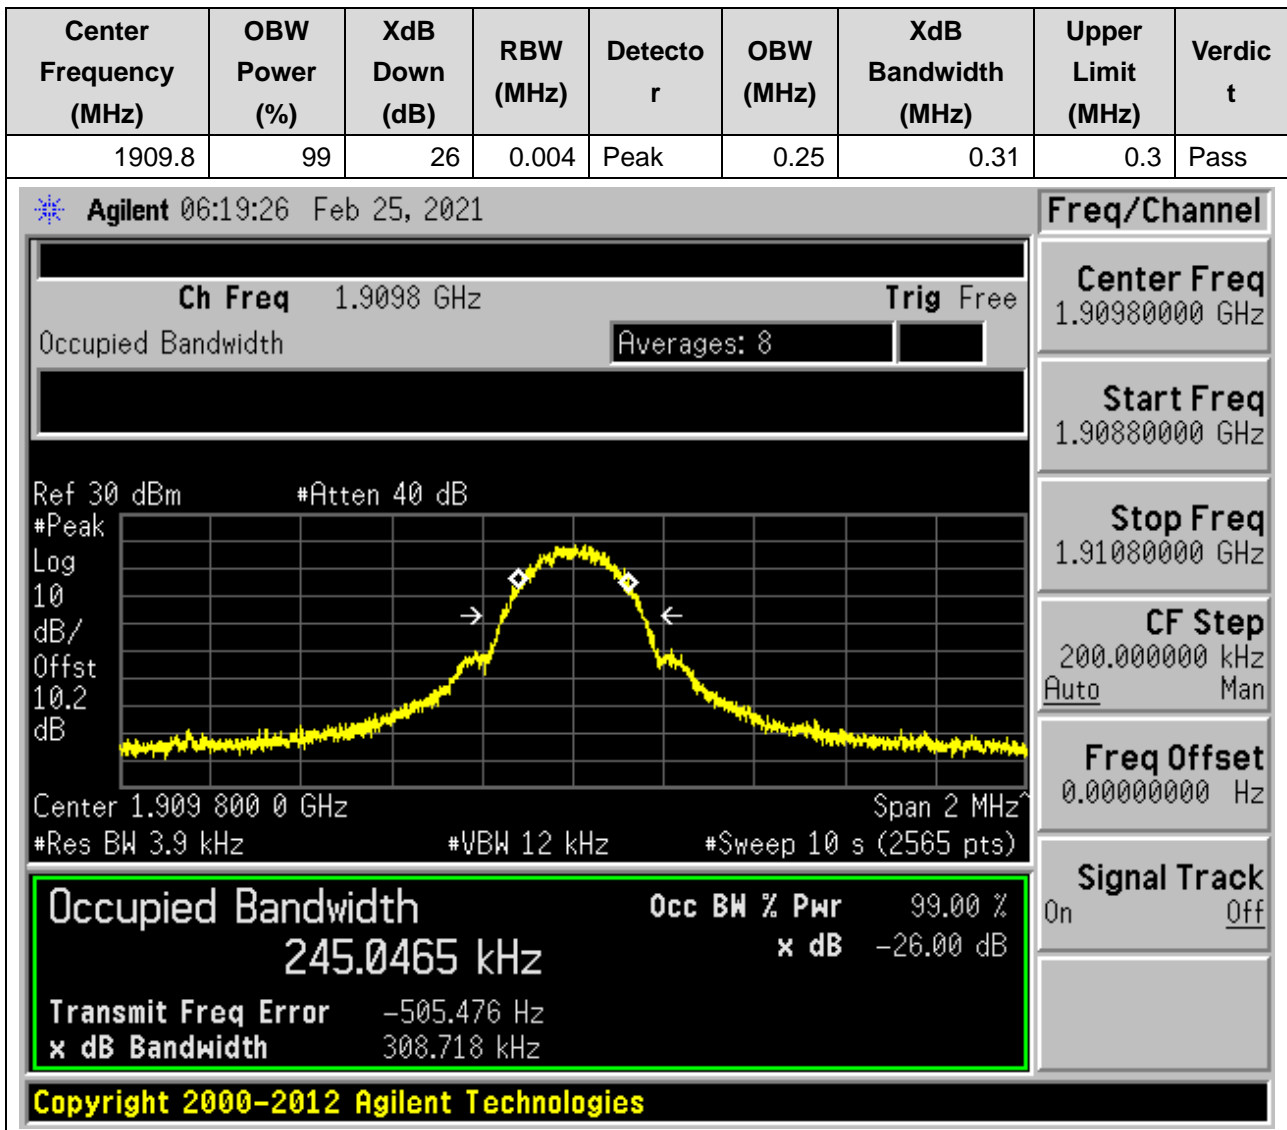 Center Frequency (MHz) OBW Power (%) XdB Down (dB) RBW (MHz) Detecto r OBW (MHz) XdB Bandwidth (MHz) Upper Limit (MHz) Verdic t
1909.8 99 26 0.004 Peak 0.25 0.31 0.3 Pass
Agilent 06:19:26 Feb 25, 2021
Freq/Channel
Ch Freq 1.9098 GHz Trig Free
Occupied Bandwidth Averages: 8
Ref 30 dBm #Atten 40 dB
#Peak
Log
10
dB/
Offst
10.2
dB
Center 1.909 800 0 GHz Span 2 MHz^
#Res BW 3.9 kHz #VBW 12 kHz #Sweep 10 s (2565 pts)
Occupied Bandwidth Occ BW % Pwr 99.00 %
245.0465 kHz x dB -26.00 dB
Transmit Freq Error -505.476 Hz
x dB Bandwidth 308.718 kHz
Copyright 2000-2012 Agilent Technologies
Center Freq
1.90980000 GHz
Start Freq
1.90880000 GHz
Stop Freq
1.91080000 GHz
CF Step
200.000000 kHz
Auto Man
Freq Offset
0.00000000 Hz
Signal Track
On Off